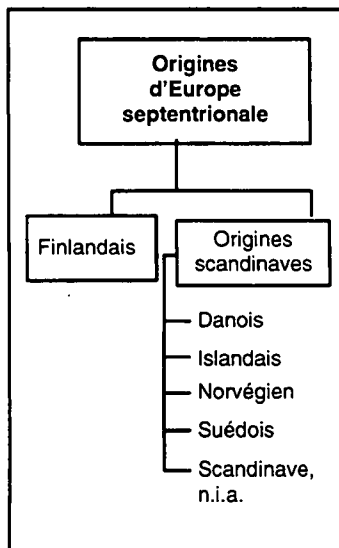 Origines
d'Europe
septentrionale
Finlandais
Origines
scandinaves
Danois
Islandais
Norvégien
Suédois
Scandinave,
n.i.a.